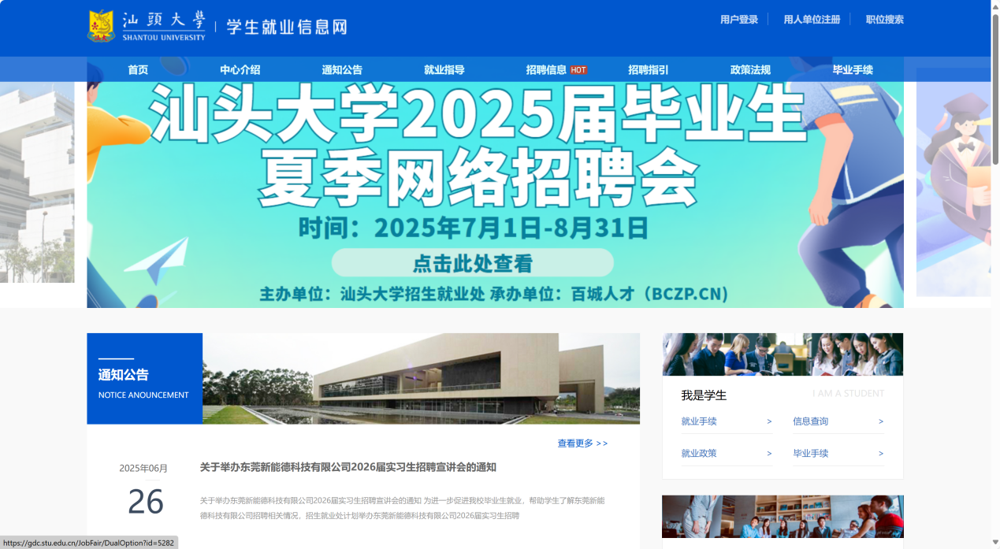 汕頭大學
SHANTOU UNIVERSITY
学生就业信息网
用户登录
用人单位注册
职位搜索
首页
中心介绍
通知公告
就业指导
招聘信息 HOT
招聘指引
政策法规
毕业手续
汕头大学2025届毕业生
夏季网络招聘会
时间：2025年7月1日-8月31日
点击此处查看
主办单位：汕头大学招生就业处 承办单位：百城人才（BCZP.CN)
通知公告
NOTICE ANOUNCEMENT
查看更多 >>
2025年06月
26
关于举办东莞新能德科技有限公司2026届实习生招聘宣讲会的通知
关于举办东莞新能德科技有限公司2026届实习生招聘宣讲会的通知 为进一步促进我校毕业生就业，帮助学生了解东莞新能
德科技有限公司招聘相关情况，招生就业处计划举办东莞新能德科技有限公司2026届实习生招聘
我是学生
I AM A STUDENT
就业手续 >
信息查询 >
就业政策 >
毕业手续 >
https://gdc.stu.edu.cn/JobFair/DualOption?id=5282